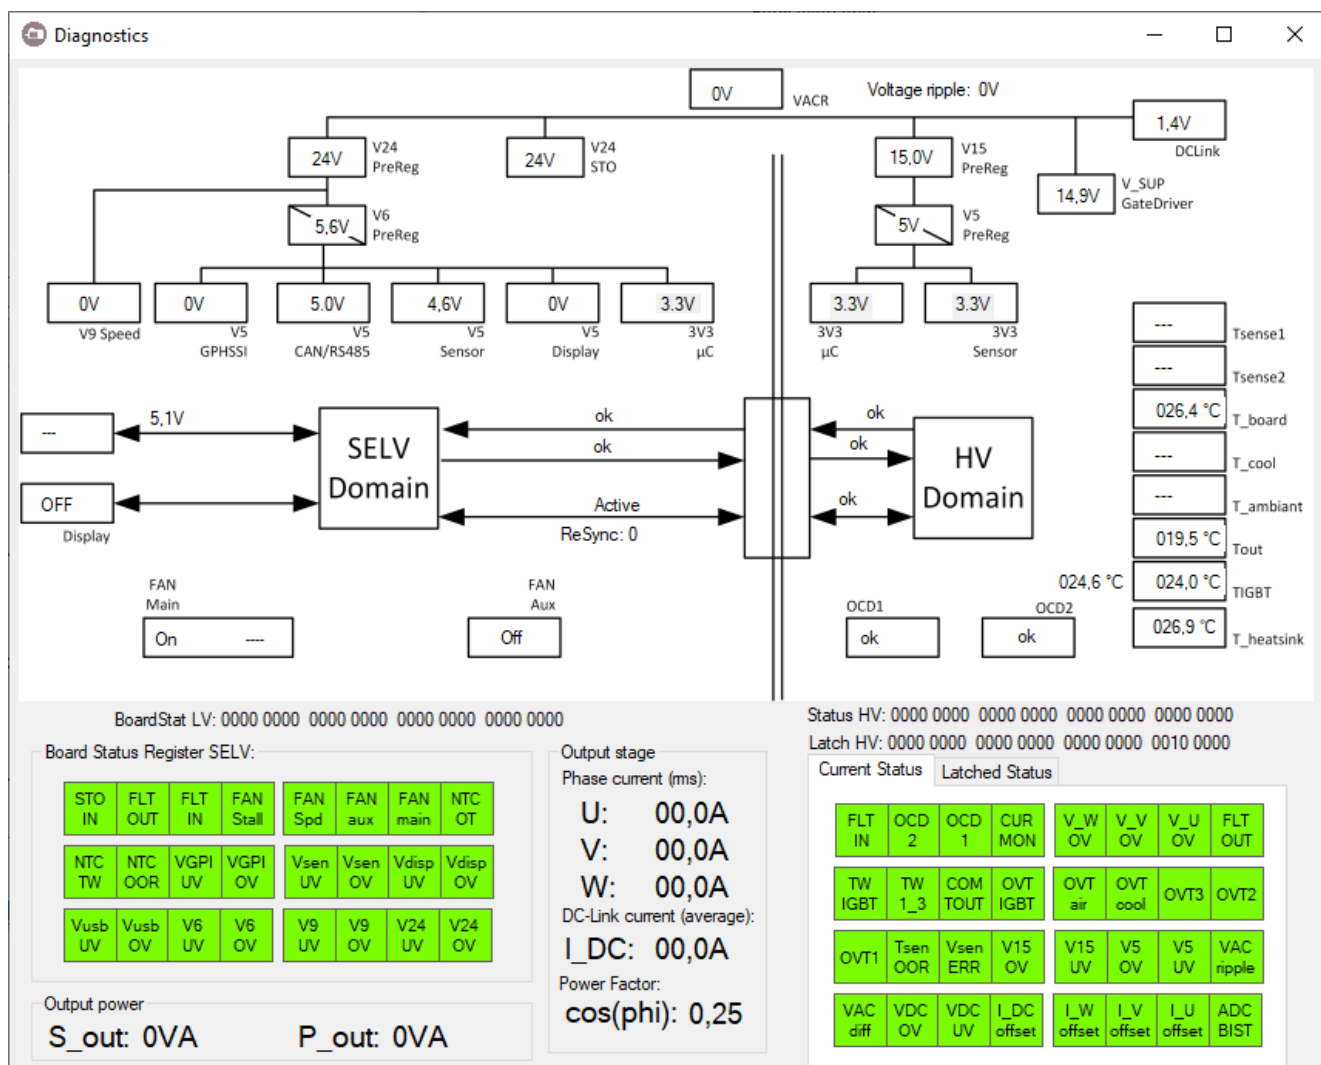 Diagnostics
0V
VACR
Voltage ripple: 0V
24V
V24
PreReg
24V
V24
STO
15,0V
V15
PreReg
1,4V
DCLink
14,9V
V_SUP
GateDriver
5,6V
V6
PreReg
5V
V5
PreReg
0V
V9 Speed
0V
V5
GPHSSI
5.0V
V5
CAN/RS485
4,6V
V5
Sensor
0V
V5
Display
3.3V
3V3
µC
3.3V
3V3
µC
3.3V
3V3
Sensor
---
Tsense1
---
Tsense2
026,4 °C
T_board
---
T_cool
---
T_ambiant
019,5 °C
Tout
024,6 °C
024,0 °C
TIGBT
026,9 °C
T_heatsink
---
5,1V
OFF
Display
SELV
Domain
ok
ok
Active
ReSync: 0
ok
ok
ok
HV
Domain
FAN
Main
On ----
FAN
Aux
Off
OCD1
ok
OCD2
ok
BoardStat LV: 0000 0000 0000 0000 0000 0000 0000 0000
Status HV: 0000 0000 0000 0000 0000 0000 0000 0000
Latch HV: 0000 0000 0000 0000 0000 0000 0010 0000
Board Status Register SELV:
STO IN
FLT OUT
FLT IN
FAN Stall
FAN Spd
FAN aux
FAN main
NTC OT
NTC TW
NTC OOR
VGPI UV
VGPI OV
Vsen UV
Vsen OV
Vdisp UV
Vdisp OV
Vusb UV
Vusb OV
V6 UV
V6 OV
V9 UV
V9 OV
V24 UV
V24 OV
Output power
S_out: 0VA P_out: 0VA
Output stage
Phase current (rms):
U: 00,0A
V: 00,0A
W: 00,0A
DC-Link current (average):
I_DC: 00,0A
Power Factor:
cos(phi): 0,25
Current Status
Latched Status
FLT IN
OCD 2
OCD 1
CUR MON
V_W OV
V_V OV
V_U OV
FLT OUT
TW IGBT
TW 1_3
COM TOUT
OVT IGBT
OVT air
OVT cool
OVT3
OVT2
OVT1
Tsen OOR
Vsen ERR
V15 OV
V15 UV
V5 OV
V5 UV
VAC ripple
VAC diff
VDC OV
VDC UV
I_DC offset
I_W offset
I_V offset
I_U offset
ADC BIST